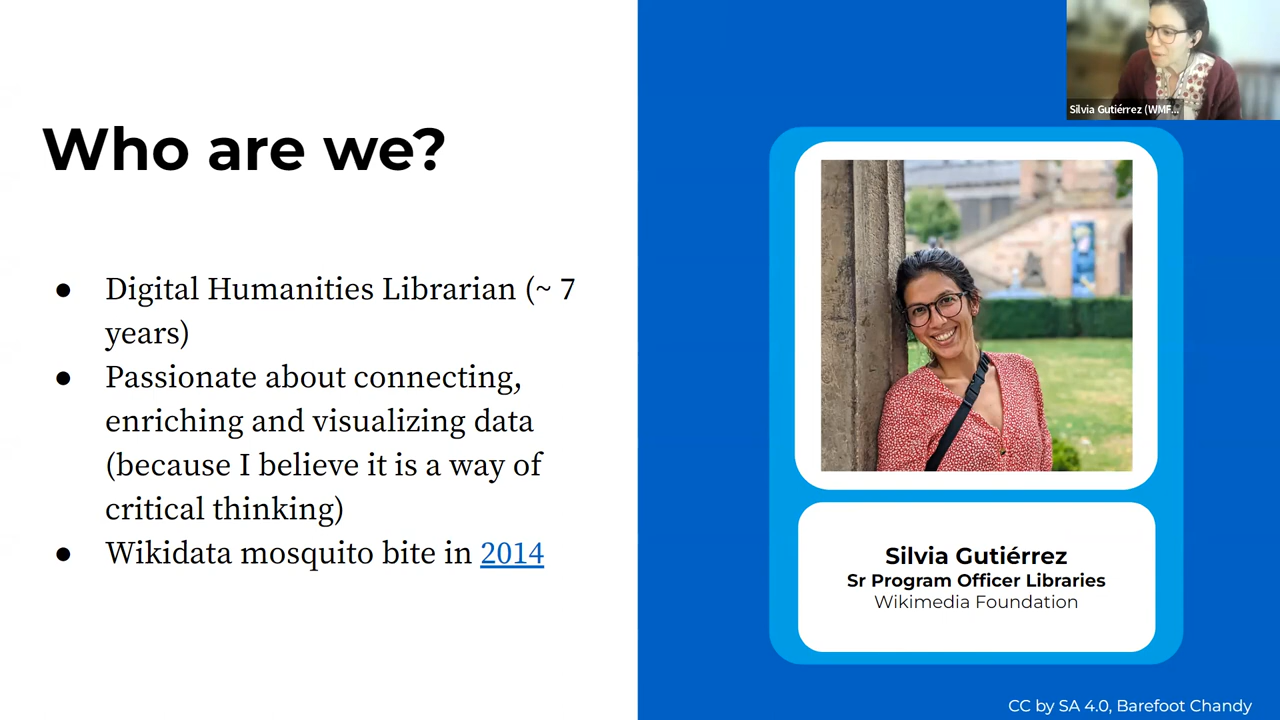 Who are we?
● Digital Humanities Librarian (~ 7
years)
● Passionate about connecting,
enriching and visualizing data
(because I believe it is a way of
critical thinking)
● Wikidata mosquito bite in 2014
Silvia Gutiérrez (WMF...
Silvia Gutiérrez
Sr Program Officer Libraries
Wikimedia Foundation
CC by SA 4.0, Barefoot Chandy